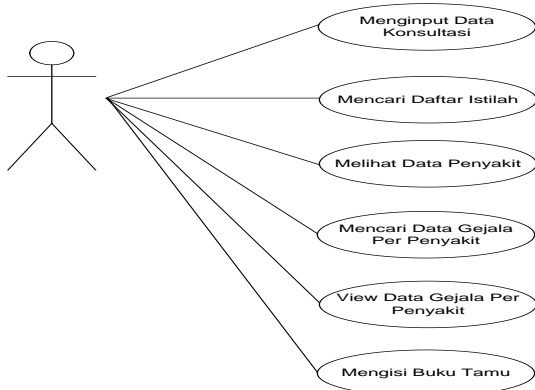 Menginput Data
Konsultasi
Mencari Daftar Istilah
Melihat Data Penyakit
Mencari Data Gejala
Per Penyakit
View Data Gejala Per
Penyakit
Mengisi Buku Tamu